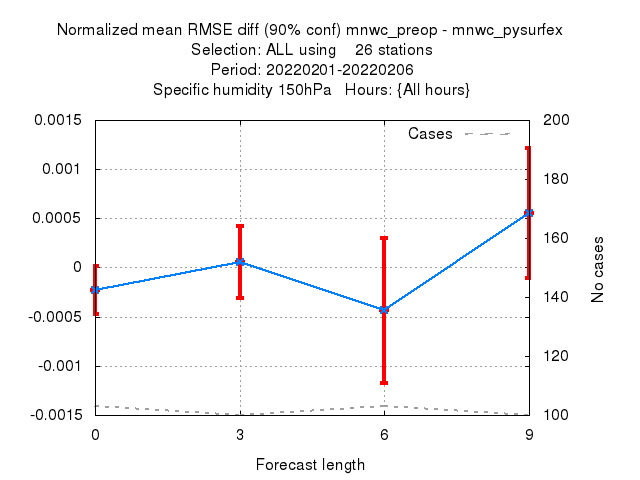 Normalized mean RMSE diff (90% conf) mnwc_preop - mnwc_pysurfex
Selection: ALL using    26 stations
Period: 20220201-20220206
Specific humidity 150hPa   Hours: {All hours}
Cases
0.0015
0.001
0.0005
0
-0.0005
-0.001
-0.0015
200
180
160
140
120
100
No cases
0
3
6
9
Forecast length